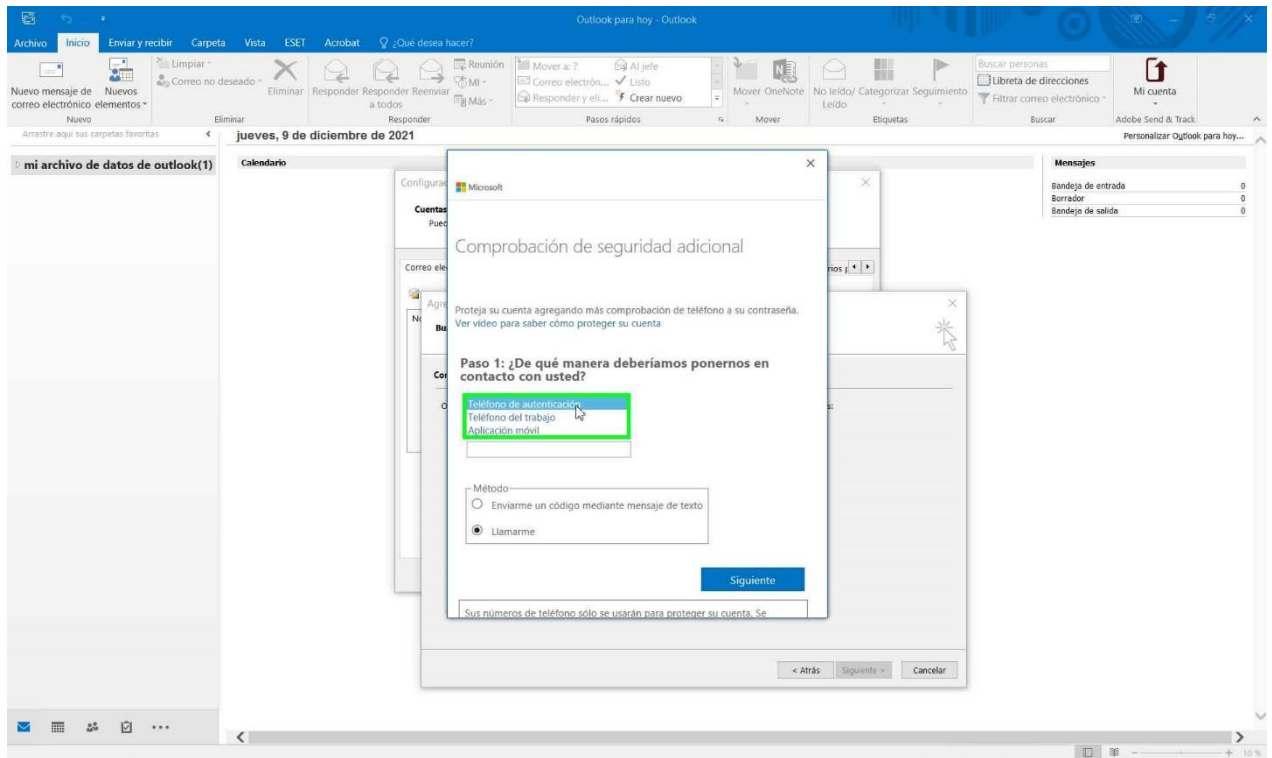 Outlook para hoy - Outlook
Archivo Inicio Enviar y recibir Carpeta Vista ESET Acrobat ¿Qué desea hacer?
Nuevo mensaje de correo electrónico
Nuevos elementos
Nuevo
Limpiar
Correo no deseado
Eliminar
Eliminar
Responder
Responder a todos
Reenviar
Reunión
MI
Más
Responder
Mover a: ?
Correo electrón...
Responder y eli...
Al jefe
Listo
Crear nuevo
Pasos rápidos
Mover
OneNote
Mover
No leído/ Leído
Categorizar
Seguimiento
Etiquetas
Buscar personas
Libreta de direcciones
Filtrar correo electrónico
Buscar
Mi cuenta
Adobe Send & Track
Arrastre aquí sus carpetas favoritas
mi archivo de datos de outlook(1)
jueves, 9 de diciembre de 2021
Personalizar Outlook para hoy...
Calendario
Mensajes
Bandeja de entrada 0
Borrador 0
Bandeja de salida 0
Configurac
Cuentas
Pued
Correo ele
rios
Agre
Bu
Con
Microsoft
Comprobación de seguridad adicional
Proteja su cuenta agregando más comprobación de teléfono a su contraseña.
Ver vídeo para saber cómo proteger su cuenta
Paso 1: ¿De qué manera deberíamos ponernos en
contacto con usted?
Teléfono de autenticación
Teléfono del trabajo
Aplicación móvil
Método
Enviarme un código mediante mensaje de texto
Llamarme
Siguiente
Sus números de teléfono sólo se usarán para proteger su cuenta. Se
< Atrás Siguiente > Cancelar
10 %